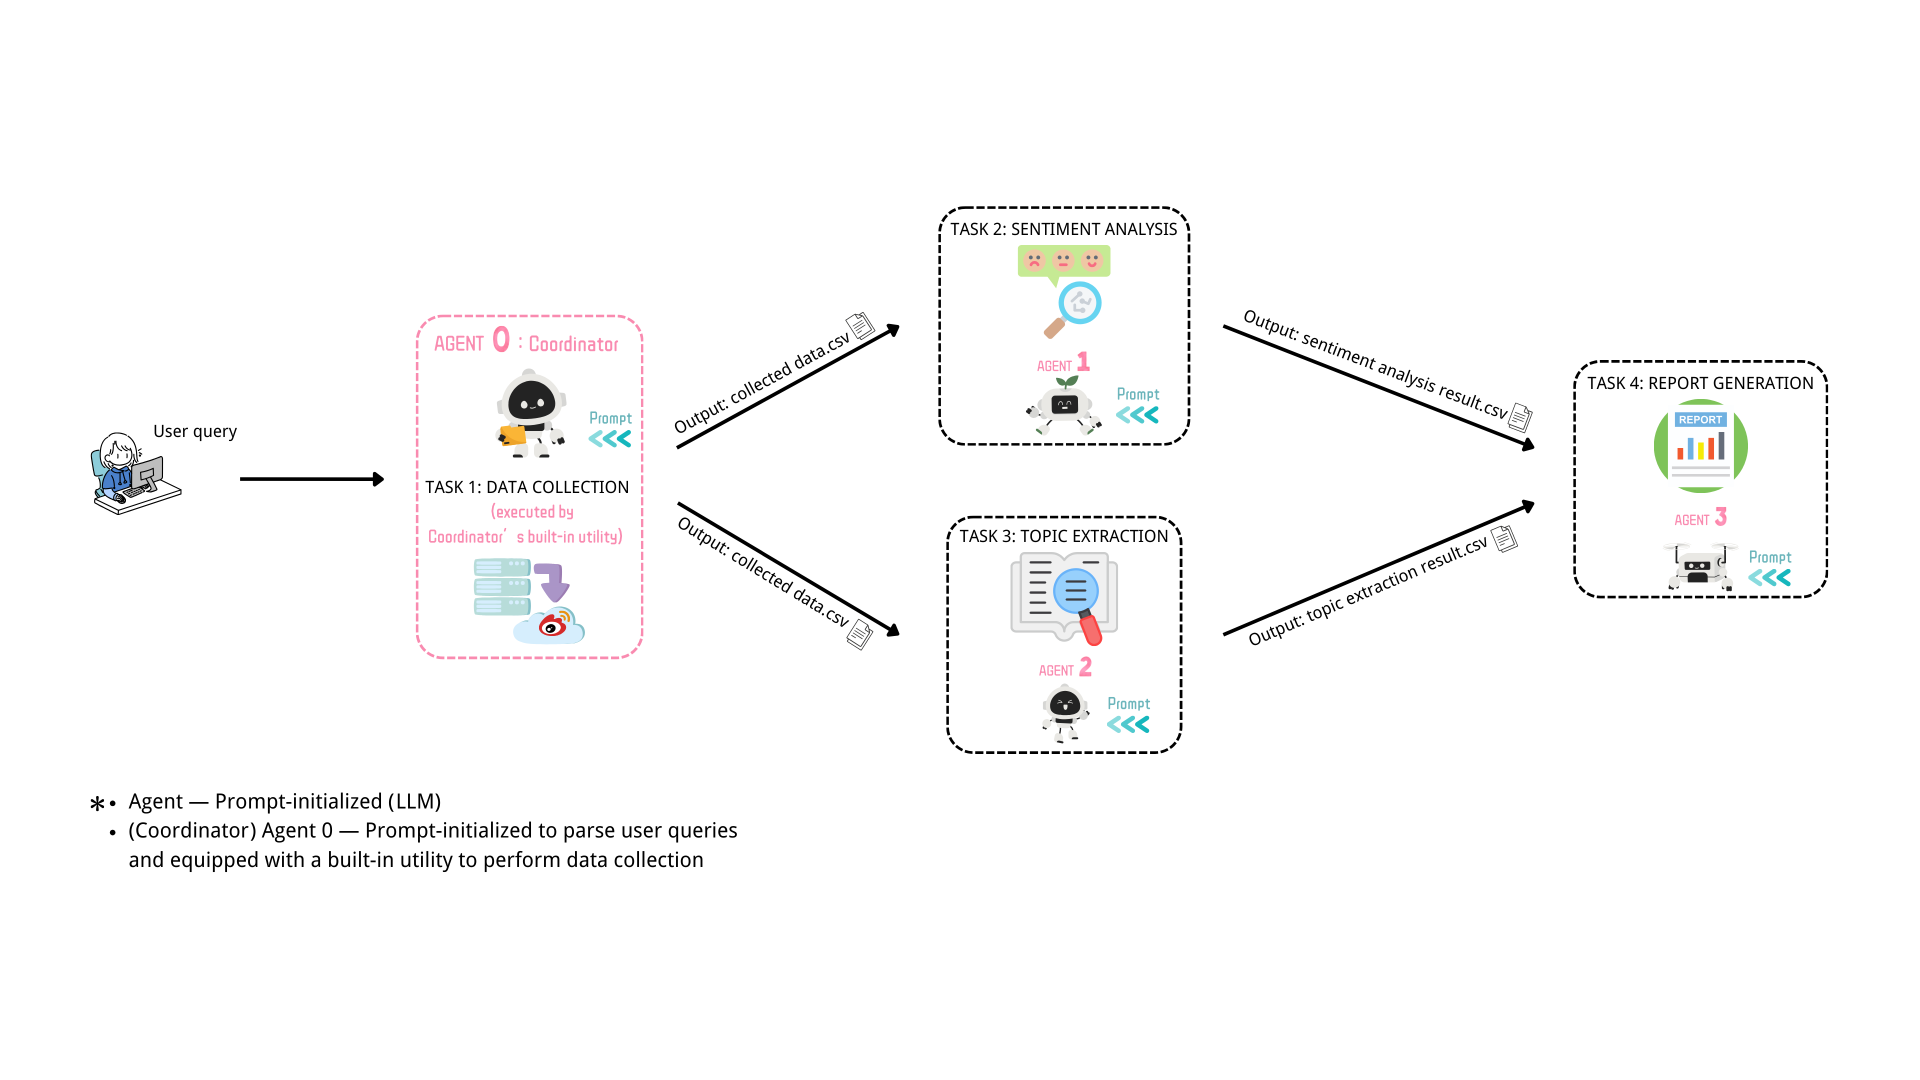 User query
AGENT 0 : Coordinator
Prompt
TASK 1: DATA COLLECTION
(executed by
Coordinator’s built-in utility)
Output: collected data.csv
Output: collected data.csv
TASK 2: SENTIMENT ANALYSIS
AGENT 1
Prompt
TASK 3: TOPIC EXTRACTION
AGENT 2
Prompt
Output: sentiment analysis result.csv
Output: topic extraction result.csv
TASK 4: REPORT GENERATION
REPORT
AGENT 3
Prompt
* • Agent — Prompt-initialized (LLM)
• (Coordinator) Agent 0 — Prompt-initialized to parse user queries
and equipped with a built-in utility to perform data collection